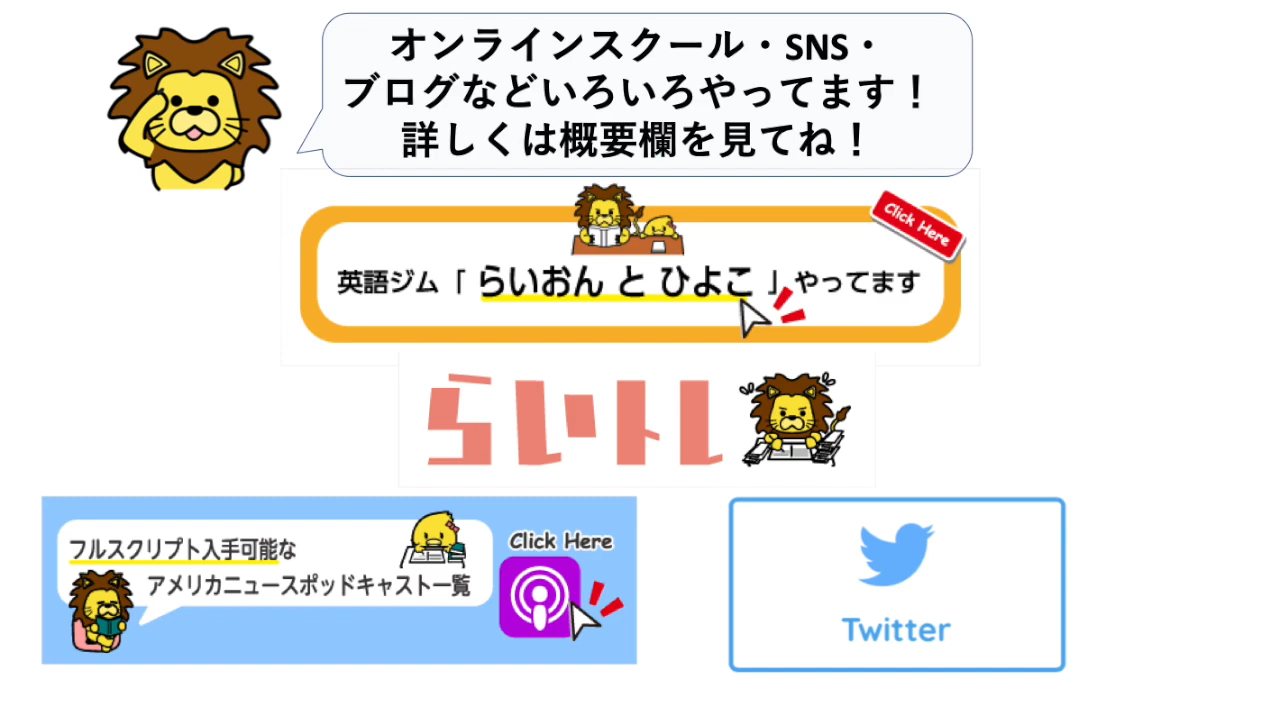 オンラインスクール・SNS・
ブログなどいろいろやってます！
詳しくは概要欄を見てね！
Click Here
英語ジム「らいおん と ひよこ」やってます
らいトレ
フルスクリプト入手可能な
アメリカニュースポッドキャスト一覧
Click Here
Twitter